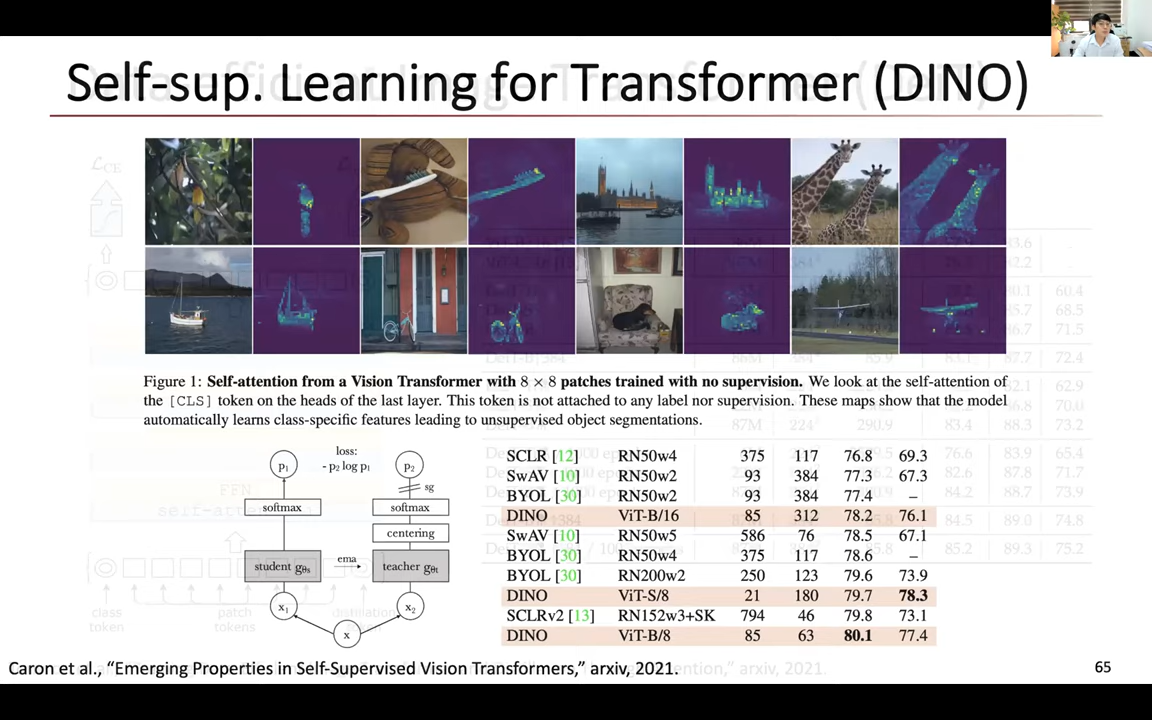 Self-sup. Learning for Transformer (DINO)
Figure 1: Self-attention from a Vision Transformer with 8 × 8 patches trained with no supervision. We look at the self-attention of
the [CLS] token on the heads of the last layer. This token is not attached to any label nor supervision. These maps show that the model
automatically learns class-specific features leading to unsupervised object segmentations.
loss:
- p₂ log p₁
p₁
p₂
sg
softmax
softmax
centering
student gθs
ema
teacher gθt
x₁
x₂
x
SCLR [12] RN50w4 375 117 76.8 69.3
SwAV [10] RN50w2 93 384 77.3 67.3
BYOL [30] RN50w2 93 384 77.4 –
DINO ViT-B/16 85 312 78.2 76.1
SwAV [10] RN50w5 586 76 78.5 67.1
BYOL [30] RN50w4 375 117 78.6 –
BYOL [30] RN200w2 250 123 79.6 73.9
DINO ViT-S/8 21 180 79.7 78.3
SCLRv2 [13] RN152w3+SK 794 46 79.8 73.1
DINO ViT-B/8 85 63 80.1 77.4
FFN
self-attention
class
token
patch
tokens
Caron et al., “Emerging Properties in Self-Supervised Vision Transformers,” arxiv, 2021.
65